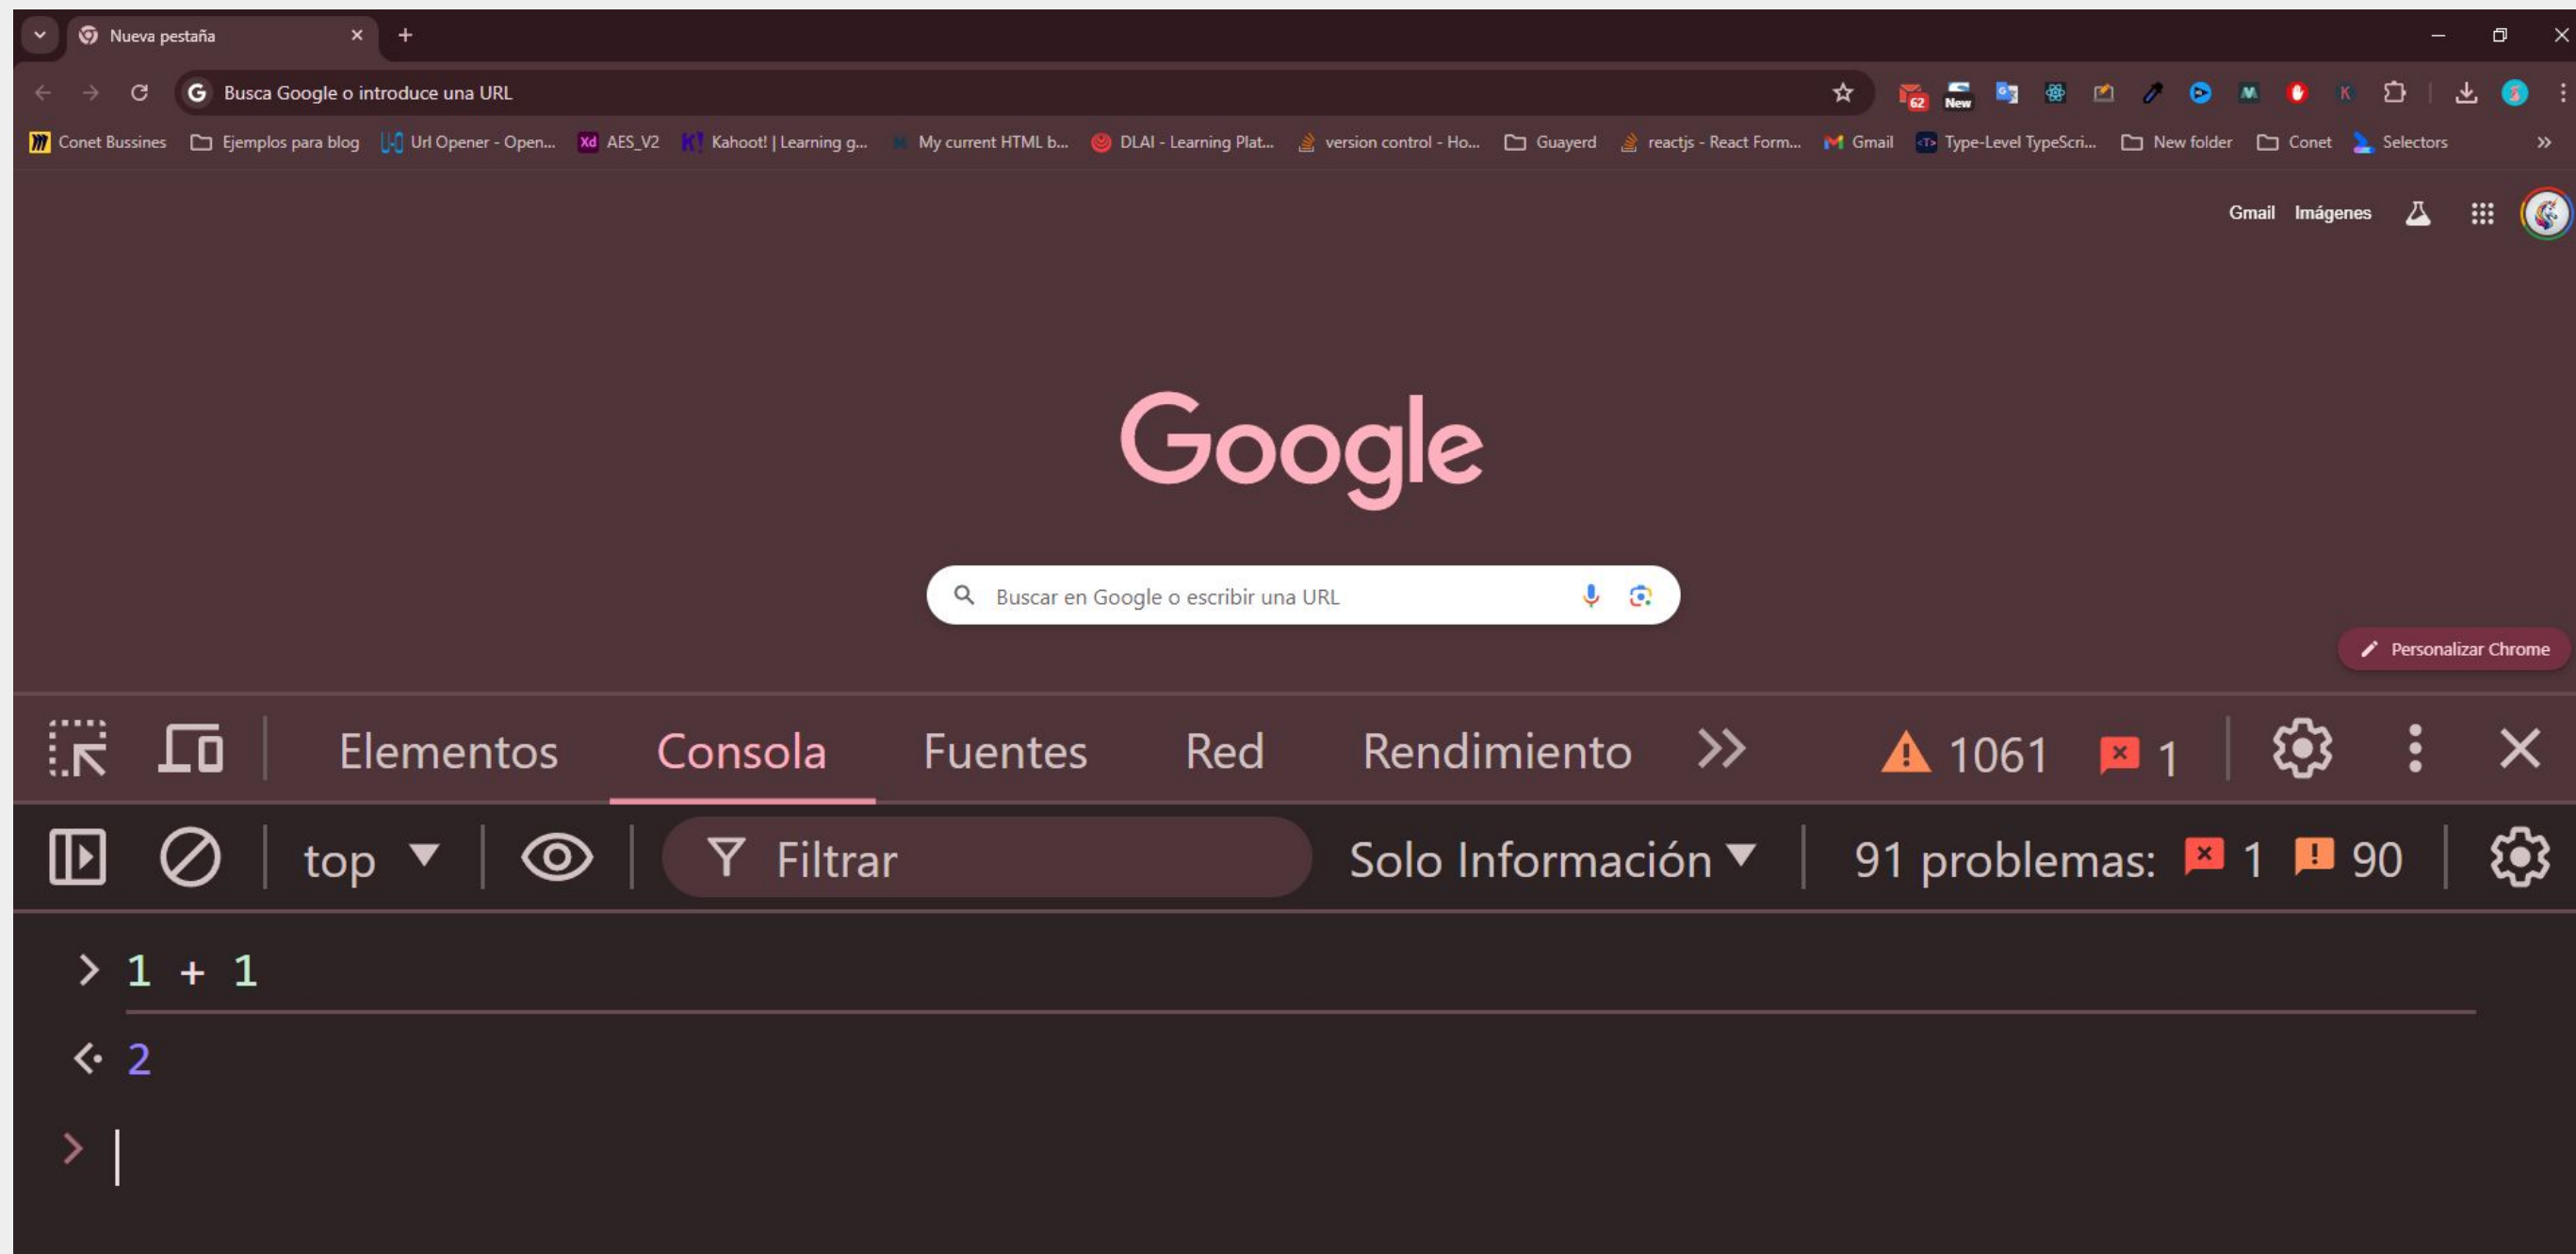 Nueva pestaña
Busca Google o introduce una URL
62 New
Conet Bussines Ejemplos para blog Url Opener - Open... Xd AES_V2 K! Kahoot! | Learning g... My current HTML b... DLAI - Learning Plat... version control - Ho... Guayerd reactjs - React Form... Gmail <T> Type-Level TypeScri... New folder Conet Selectors »
Gmail Imágenes
Google
Buscar en Google o escribir una URL
Personalizar Chrome
Elementos Consola Fuentes Red Rendimiento 1061 1
top Filtrar Solo Información 91 problemas: 1 90
> 1 + 1
2
>